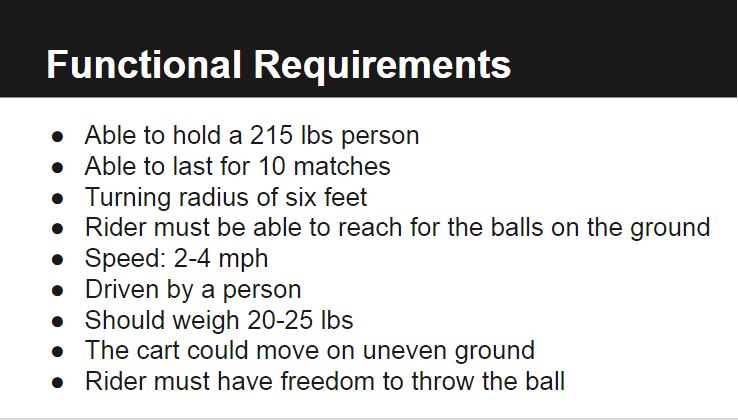 Functional Requirements
● Able to hold a 215 lbs person
● Able to last for 10 matches
● Turning radius of six feet
● Rider must be able to reach for the balls on the ground
● Speed: 2-4 mph
● Driven by a person
● Should weigh 20-25 lbs
● The cart could move on uneven ground
● Rider must have freedom to throw the ball